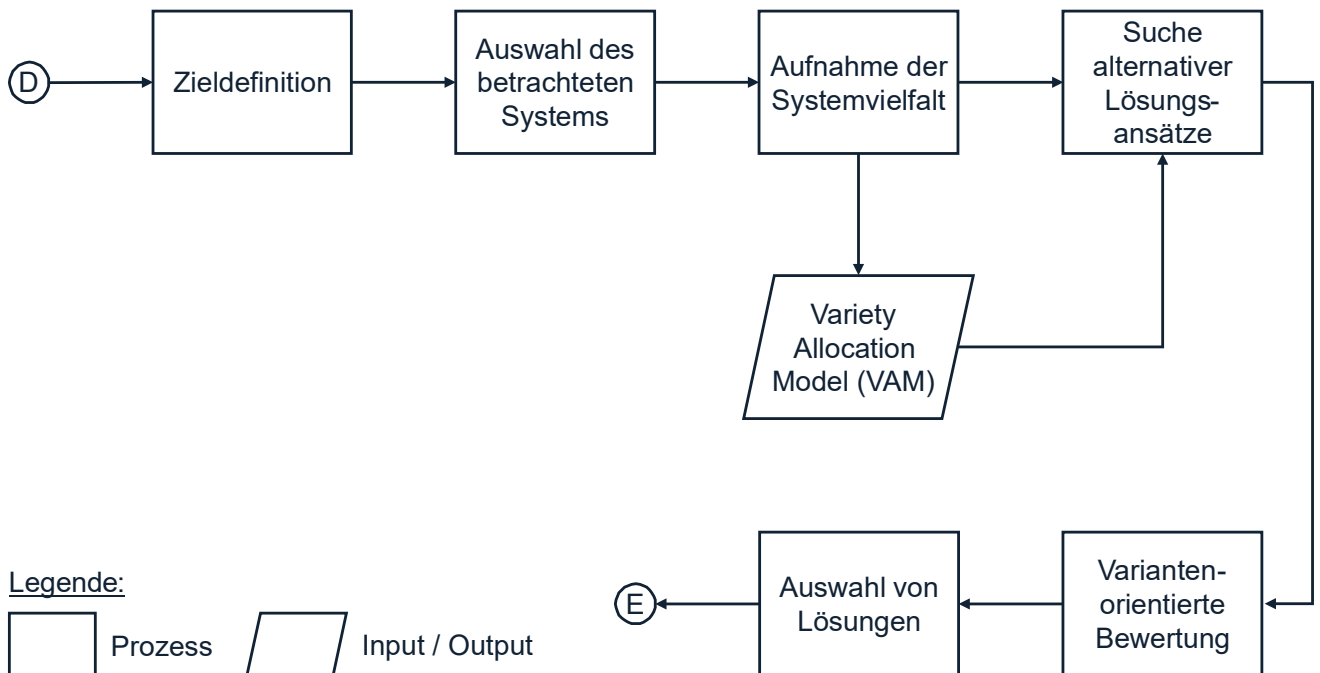 D
Zieldefinition
Auswahl des
betrachteten
Systems
Aufnahme der
Systemvielfalt
Suche
alternativer
Lösungs-
ansätze
Variety
Allocation
Model (VAM)
Varianten-
orientierte
Bewertung
Auswahl von
Lösungen
E
Legende:
Prozess
Input / Output